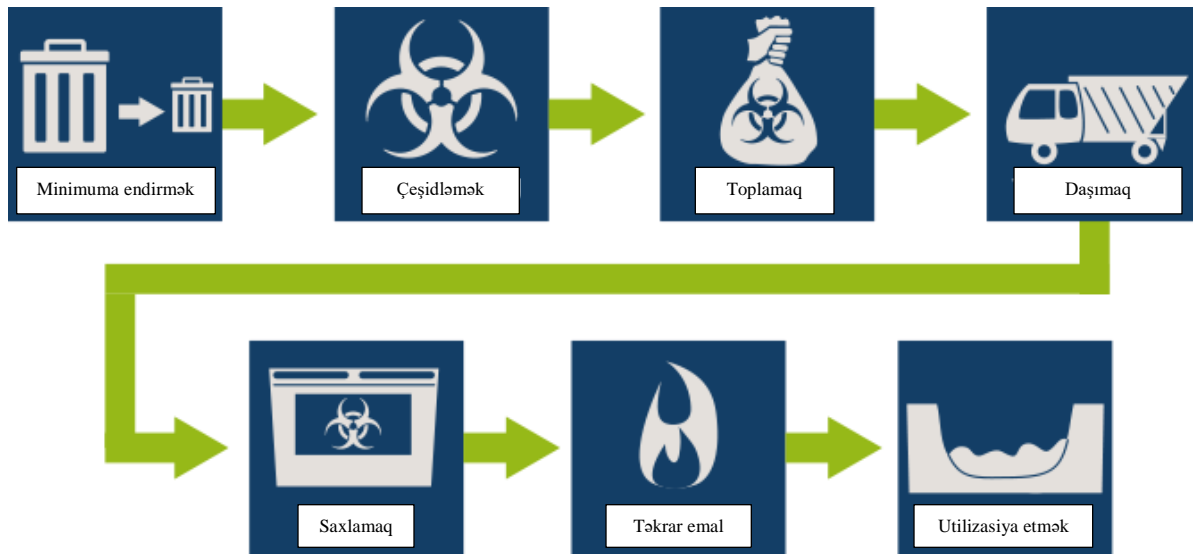 Minimuma endirmək
Çeşidləmək
Toplamaq
Daşımaq
Saxlamaq
Təkrar emal
Utilizasiya etmək